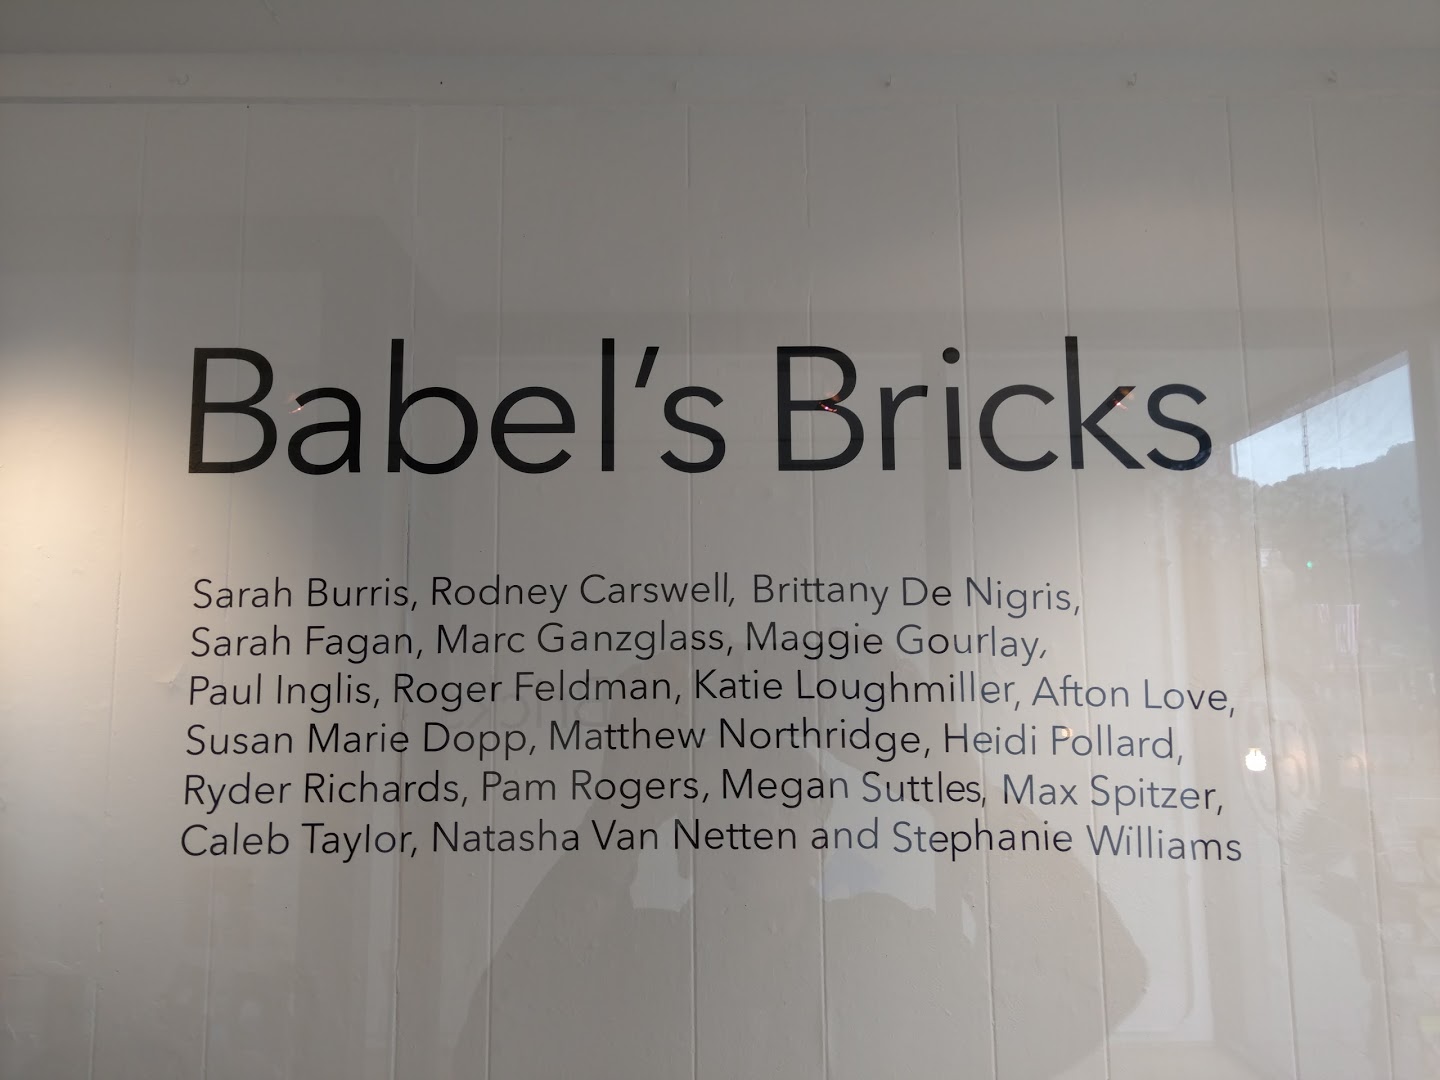 Babel's Bricks
Sarah Burris, Rodney Carswell, Brittany De Nigris,
Sarah Fagan, Marc Ganzglass, Maggie Gourlay,
Paul Inglis, Roger Feldman, Katie Loughmiller, Afton Love,
Susan Marie Dopp, Matthew Northridge, Heidi Pollard,
Ryder Richards, Pam Rogers, Megan Suttles, Max Spitzer,
Caleb Taylor, Natasha Van Netten and Stephanie Williams